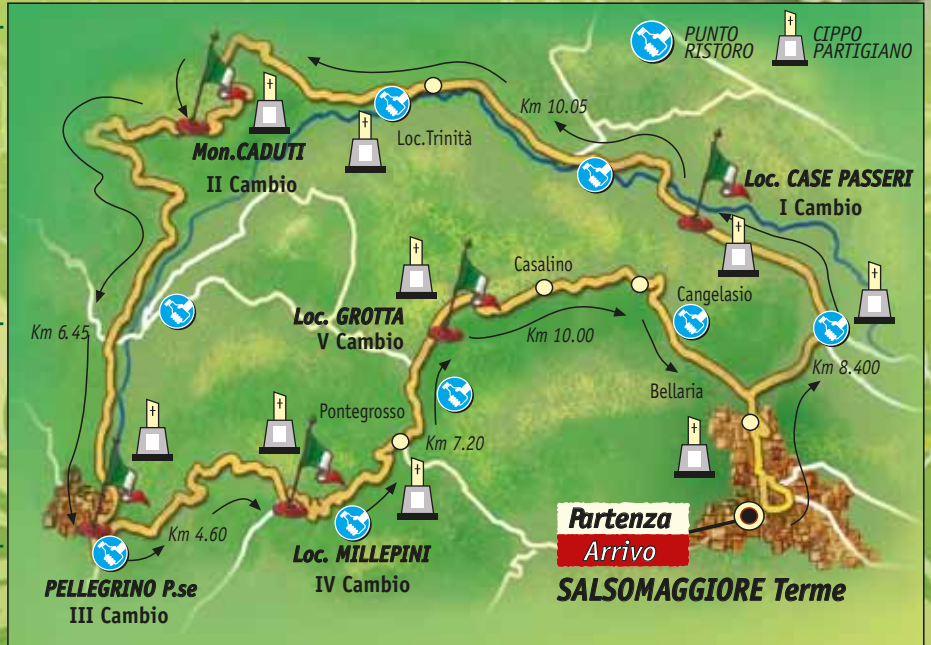 PUNTO
RISTORO
CIPPO
PARTIGIANO
Km 10.05
Loc.Trinità
Mon.CADUTI
II Cambio
Loc. CASE PASSERI
I Cambio
Casalino
Cangelasio
Loc. GROTTA
V Cambio
Km 10.00
Km 6.45
Km 8.400
Bellaria
Pontegrosso
Km 7.20
Partenza
Arrivo
SALSOMAGGIORE Terme
Km 4.60
Loc. MILLEPINI
IV Cambio
PELLEGRINO P.se
III Cambio